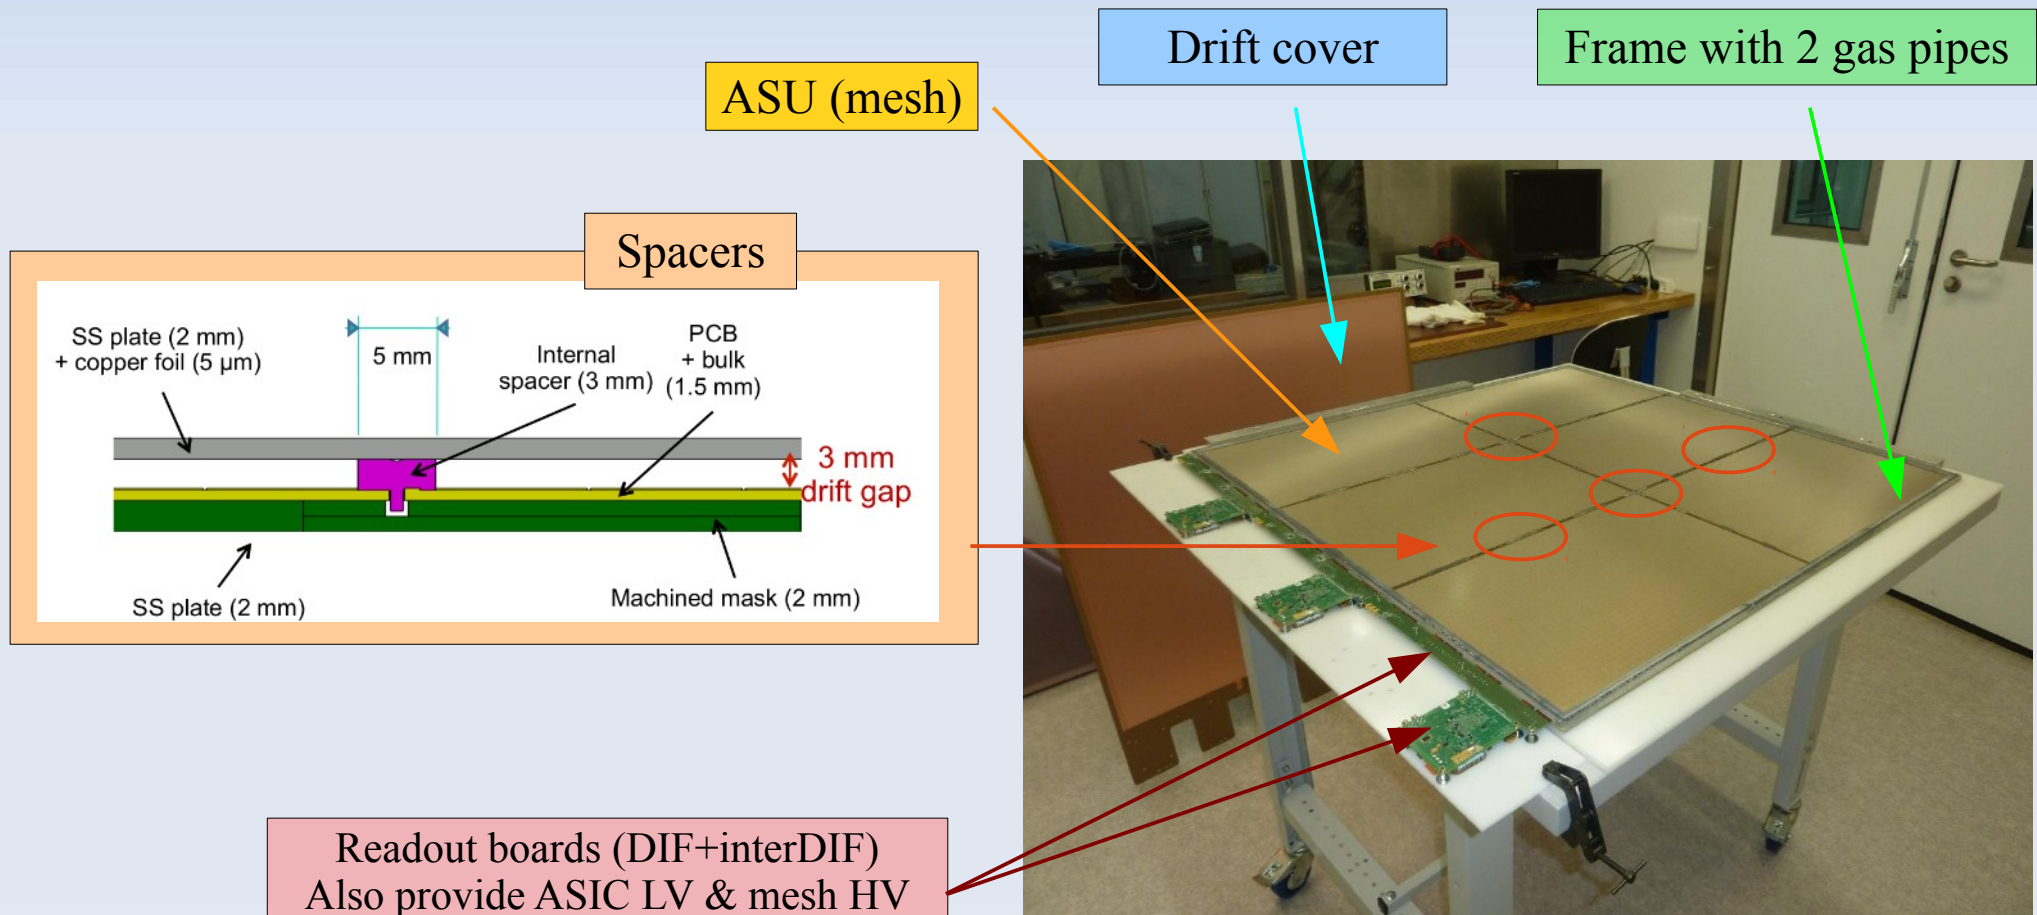 Drift cover
Frame with 2 gas pipes
ASU (mesh)
Spacers
SS plate (2 mm)
+ copper foil (5 µm)
5 mm
Internal
spacer (3 mm)
PCB
+ bulk
(1.5 mm)
3 mm
drift gap
SS plate (2 mm)
Machined mask (2 mm)
Readout boards (DIF+interDIF)
Also provide ASIC LV & mesh HV